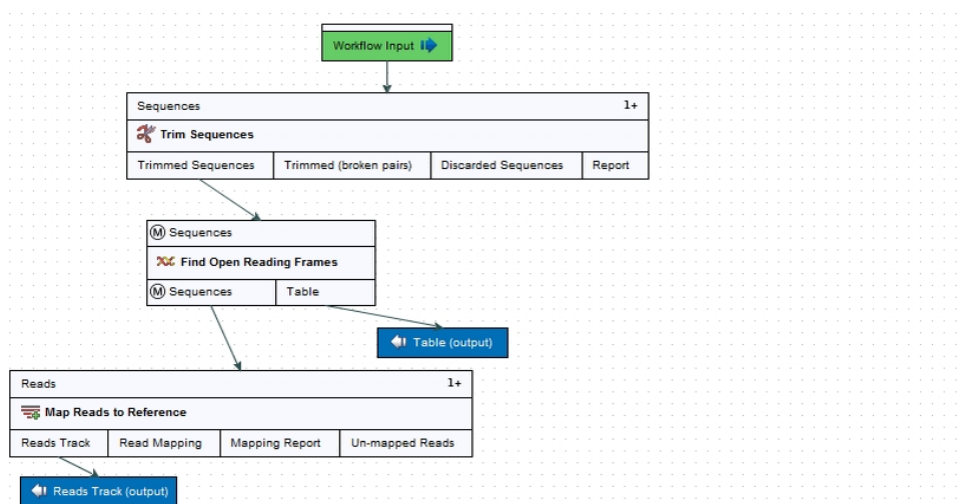 Workflow Input
Sequences 1+
Trim Sequences
Trimmed Sequences Trimmed (broken pairs) Discarded Sequences Report
M Sequences
Find Open Reading Frames
M Sequences Table
Table (output)
Reads 1+
Map Reads to Reference
Reads Track Read Mapping Mapping Report Un-mapped Reads
Reads Track (output)